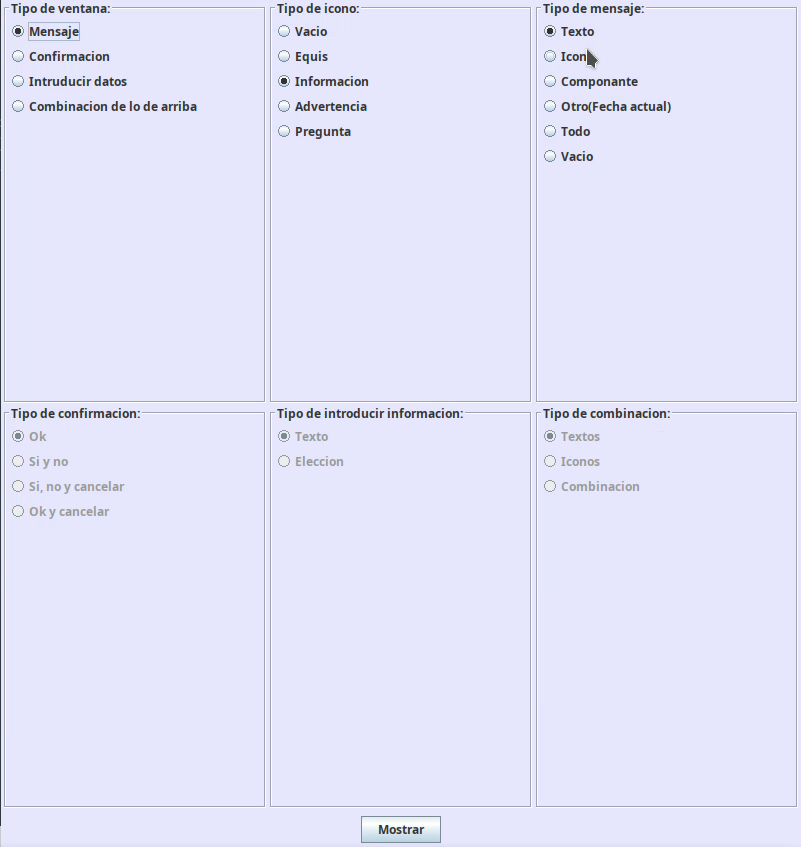 Tipo de ventana:
Mensaje
Confirmacion
Intruducir datos
Combinacion de lo de arriba
Tipo de icono:
Vacio
Equis
Informacion
Advertencia
Pregunta
Tipo de mensaje:
Texto
Icon
Componante
Otro(Fecha actual)
Todo
Vacio
Tipo de confirmacion:
Ok
Si y no
Si, no y cancelar
Ok y cancelar
Tipo de introducir informacion:
Texto
Eleccion
Tipo de combinacion:
Textos
Iconos
Combinacion
Mostrar